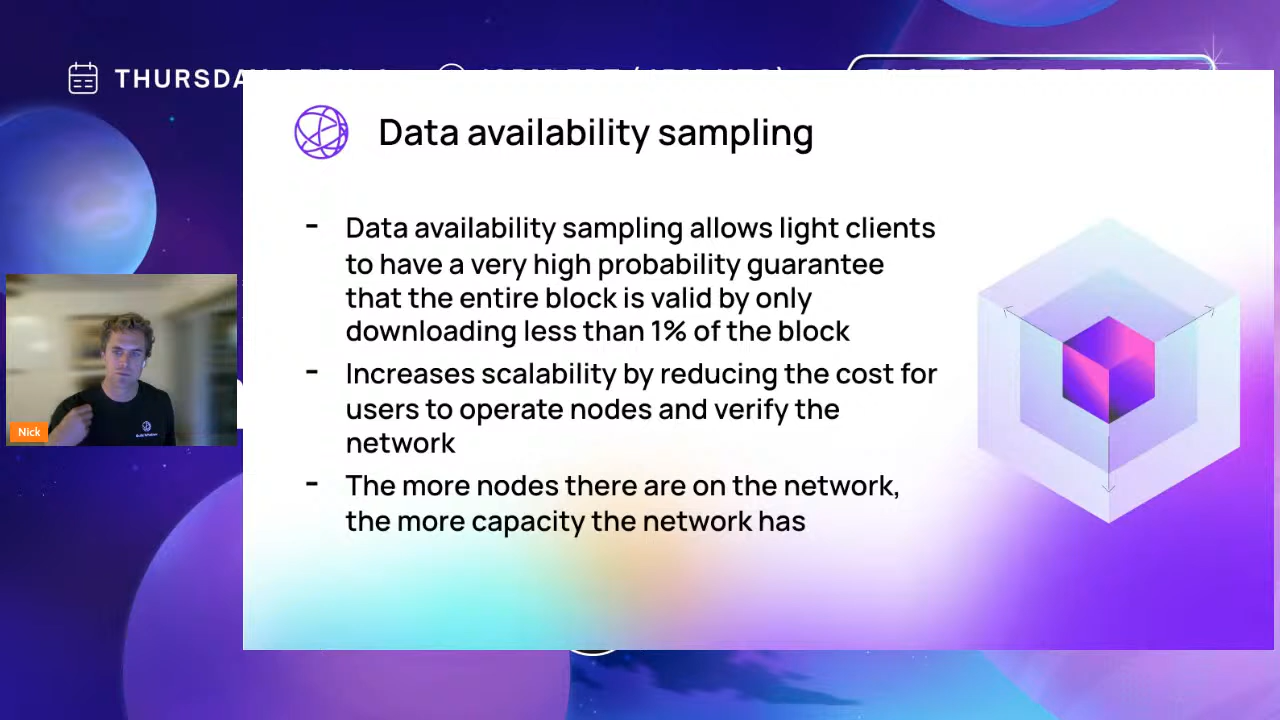 THURSDAY
Data availability sampling
- Data availability sampling allows light clients
to have a very high probability guarantee
that the entire block is valid by only
downloading less than 1% of the block
- Increases scalability by reducing the cost for
users to operate nodes and verify the
network
- The more nodes there are on the network,
the more capacity the network has
Nick